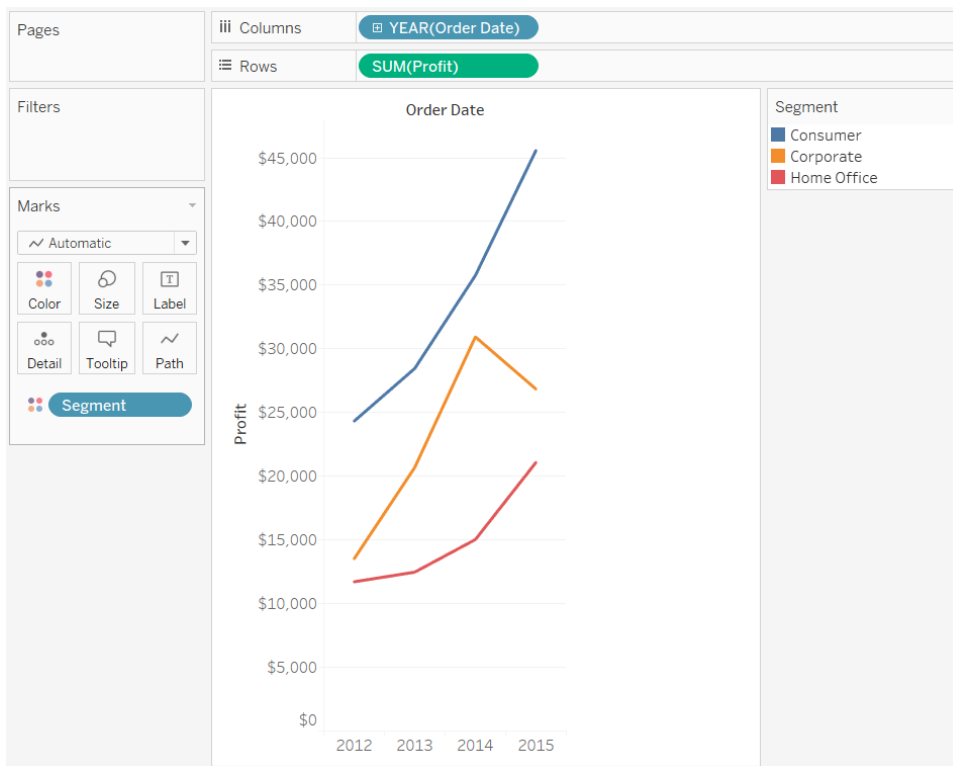 Pages
Columns
YEAR(Order Date)
Rows
SUM(Profit)
Filters
Marks
Automatic
Color
Size
Label
Detail
Tooltip
Path
Segment
Order Date
Profit
$45,000
$40,000
$35,000
$30,000
$25,000
$20,000
$15,000
$10,000
$5,000
$0
2012 2013 2014 2015
Segment
Consumer
Corporate
Home Office